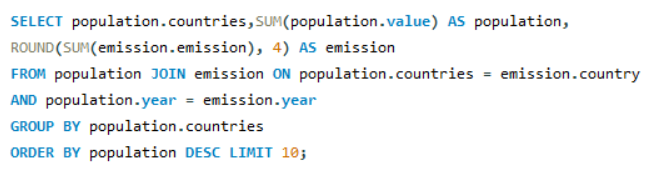 SELECT population.countries,SUM(population.value) AS population,
ROUND(SUM(emission.emission), 4) AS emission
FROM population JOIN emission ON population.countries = emission.country
AND population.year = emission.year
GROUP BY population.countries
ORDER BY population DESC LIMIT 10;